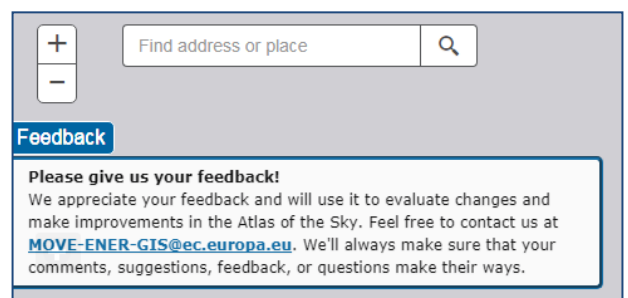 +
Find address or place
−
Feedback
Please give us your feedback!
We appreciate your feedback and will use it to evaluate changes and
make improvements in the Atlas of the Sky. Feel free to contact us at
MOVE-ENER-GIS@ec.europa.eu. We'll always make sure that your
comments, suggestions, feedback, or questions make their ways.